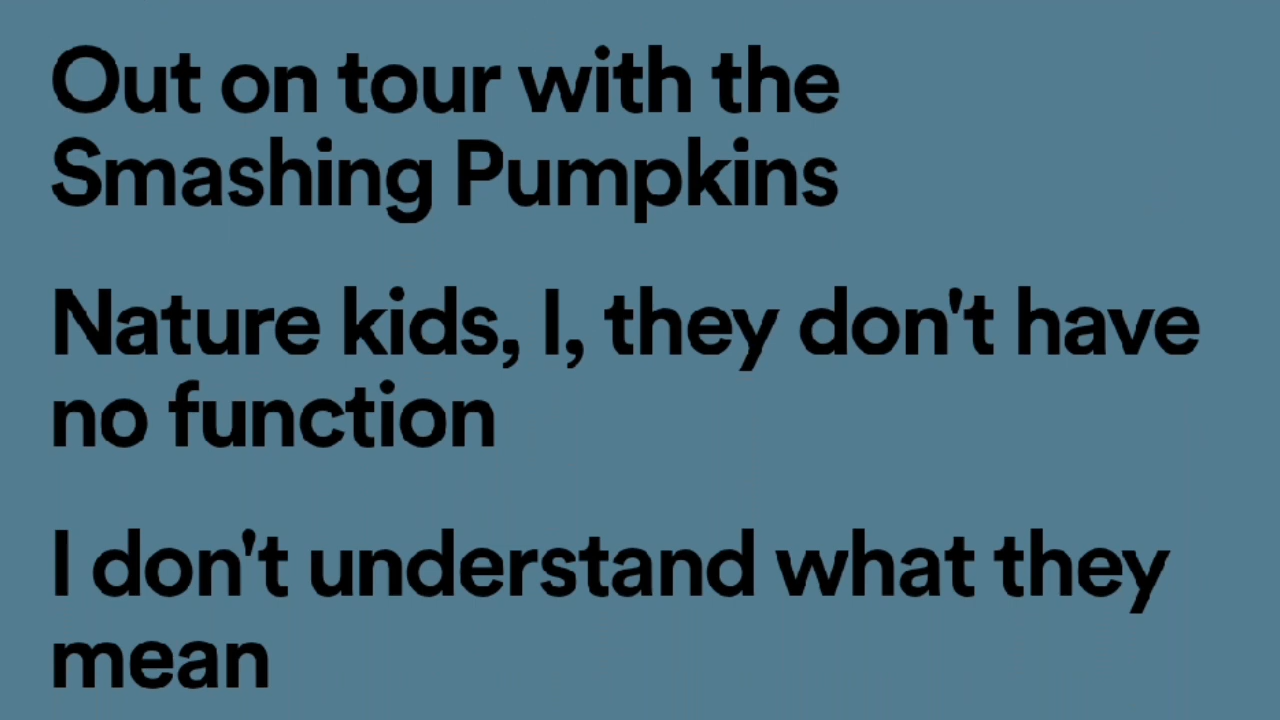 Out on tour with the
Smashing Pumpkins
Nature kids, I, they don't have
no function
I don't understand what they
mean